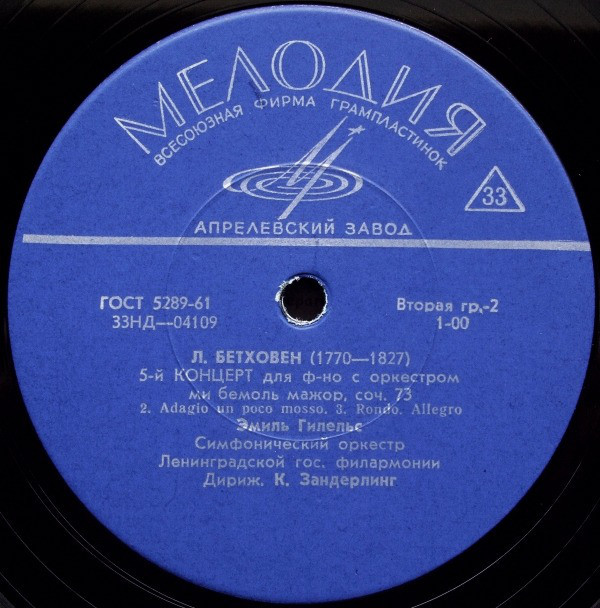 МЕЛОДИЯ
ВСЕСОЮЗНАЯ ФИРМА ГРАМПЛАСТИНОК
33
АПРЕЛЕВСКИЙ ЗАВОД
ГОСТ 5289-61
33НД—04109
Вторая гр.-2
1-00
Л. БЕТХОВЕН (1770—1827)
5-й КОНЦЕРТ для ф-но с оркестром
ми бемоль мажор, соч. 73
2. Adagio un poco mosso. 3. Rondo. Allegro
Эмиль Гилельс
Симфонический оркестр
Ленинградской гос. филармонии
Дириж. К. Зандерлинг